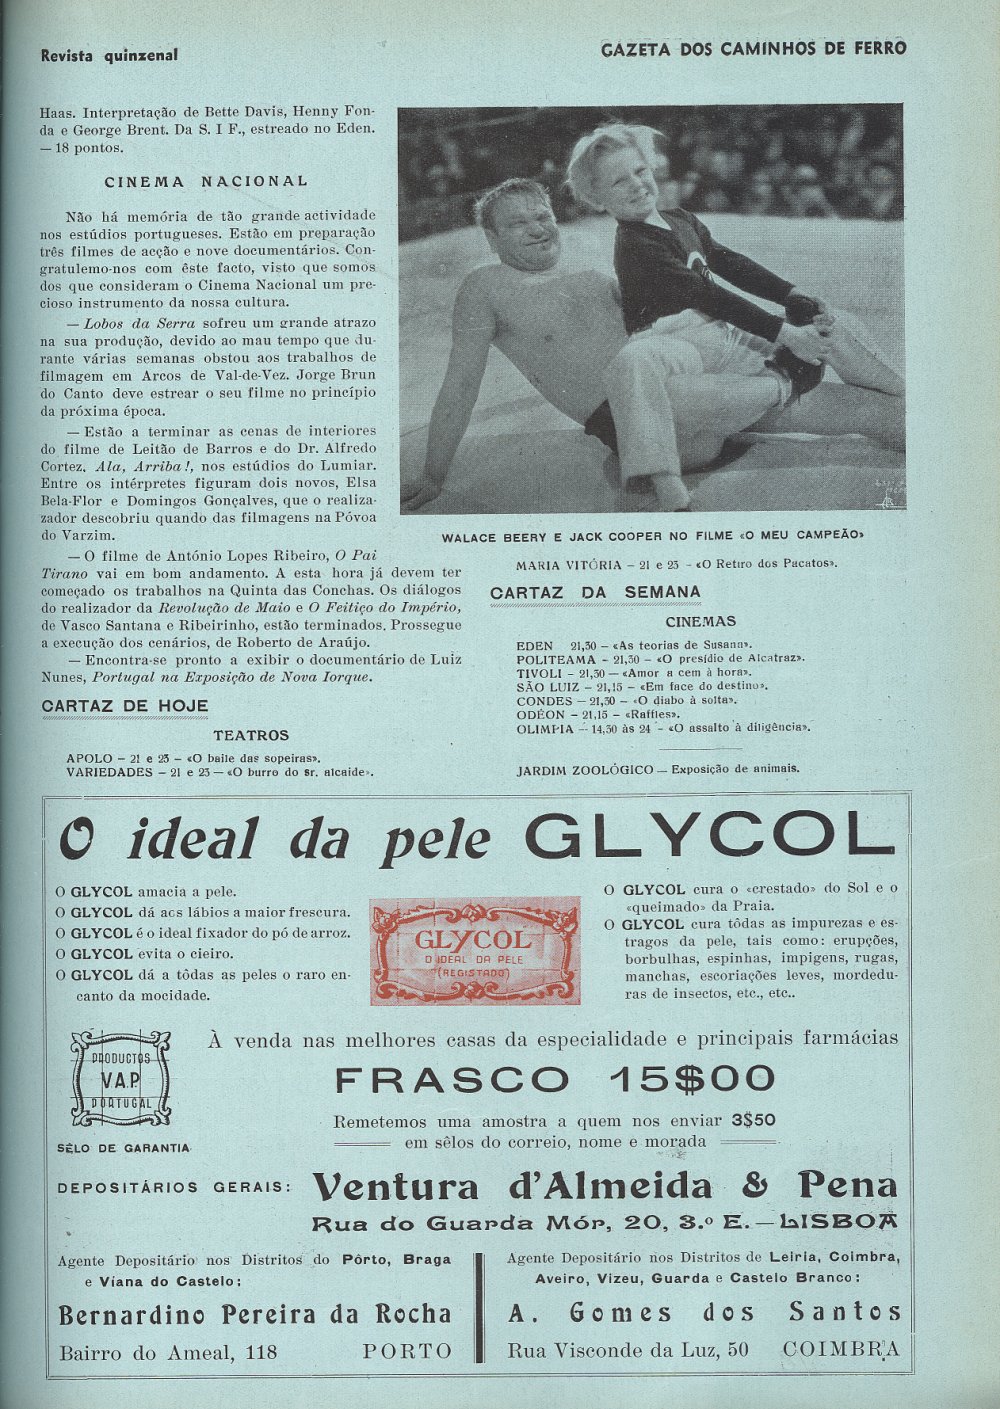 Revista quinzenal
GAZETA DOS CAMINHOS DE FERRO
Haas. Interpretação de Bette Davis, Henny Fon-
da e George Brent. Da S. I F., estreado no Eden.
— 18 pontos.
CINEMA NACIONAL
Não há memória de tão grande actividade
nos estúdios portugueses. Estão em preparação
três filmes de acção e nove documentários. Con-
gratulemo-nos com êste facto, visto que somos
dos que consideram o Cinema Nacional um pre-
cioso instrumento da nossa cultura.
— Lobos da Serra sofreu um grande atrazo
na sua produção, devido ao mau tempo que du-
rante várias semanas obstou aos trabalhos de
filmagem em Arcos de Val-de-Vez. Jorge Brun
do Canto deve estrear o seu filme no princípio
da próxima época.
— Estão a terminar as cenas de interiores
do filme de Leitão de Barros e do Dr. Alfredo
Cortez, Ala, Arriba!, nos estúdios do Lumiar.
Entre os intérpretes figuram dois novos, Elsa
Bela-Flor e Domingos Gonçalves, que o realiza-
zador descobriu quando das filmagens na Póvoa
do Varzim.
— O filme de António Lopes Ribeiro, O Pai
Tirano vai em bom andamento. A esta hora já devem ter
começado os trabalhos na Quinta das Conchas. Os diálogos
do realizador da Revolução de Maio e O Feitiço do Império,
de Vasco Santana e Ribeirinho, estão terminados. Prossegue
a execução dos cenários, de Roberto de Araújo.
— Encontra-se pronto a exibir o documentário de Luiz
Nunes, Portugal na Exposição de Nova Iorque.
CARTAZ DE HOJE
TEATROS
APOLO — 21 e 23 — «O baile das sopeiras».
VARIEDADES — 21 e 23 — «O burro do sr. alcaide».
WALACE BEERY E JACK COOPER NO FILME «O MEU CAMPEÃO»
MARIA VITÓRIA — 21 e 23 — «O Retiro dos Pacatos».
CARTAZ DA SEMANA
CINEMAS
EDEN 21,30 — «As teorias de Susana».
POLITEAMA — 21,30 — «O presídio de Alcatraz».
TIVOLI — 21,30 — «Amor a cem à hora».
SÃO LUIZ — 21,15 — «Em face do destino».
CONDES — 21,30 — «O diabo à solta».
ODÉON — 21,15 — «Raffles».
OLIMPIA — 14,30 às 24 — «O assalto à diligência».
JARDIM ZOOLÓGICO — Exposição de animais.
O ideal da pele GLYCOL
O GLYCOL amacia a pele.
O GLYCOL dá aos lábios a maior frescura.
O GLYCOL é o ideal fixador do pó de arroz.
O GLYCOL evita o cieiro.
O GLYCOL dá a tôdas as peles o raro en-
canto da mocidade.
GLYCOL
O IDEAL DA PELE
(REGISTADO)
O GLYCOL cura o «crestado» do Sol e o
«queimado» da Praia.
O GLYCOL cura tôdas as impurezas e es-
tragos da pele, tais como: erupções,
borbulhas, espinhas, impigens, rugas,
manchas, escoriações leves, mordedu-
ras de insectos, etc., etc..
PRODUCTOS
V.A.P.
PORTUGAL
SÊLO DE GARANTIA
À venda nas melhores casas da especialidade e principais farmácias
FRASCO 15$00
Remetemos uma amostra a quem nos enviar 3$50
em sêlos do correio, nome e morada
DEPOSITÁRIOS GERAIS:
Ventura d'Almeida & Pena
Rua do Guarda Mór, 20, 3.º E. — LISBOA
Agente Depositário nos Distritos do Pôrto, Braga
e Viana do Castelo:
Bernardino Pereira da Rocha
Bairro do Ameal, 118 PORTO
Agente Depositário nos Distritos de Leiria, Coimbra,
Aveiro, Vizeu, Guarda e Castelo Branco:
A. Gomes dos Santos
Rua Visconde da Luz, 50 COIMBRA